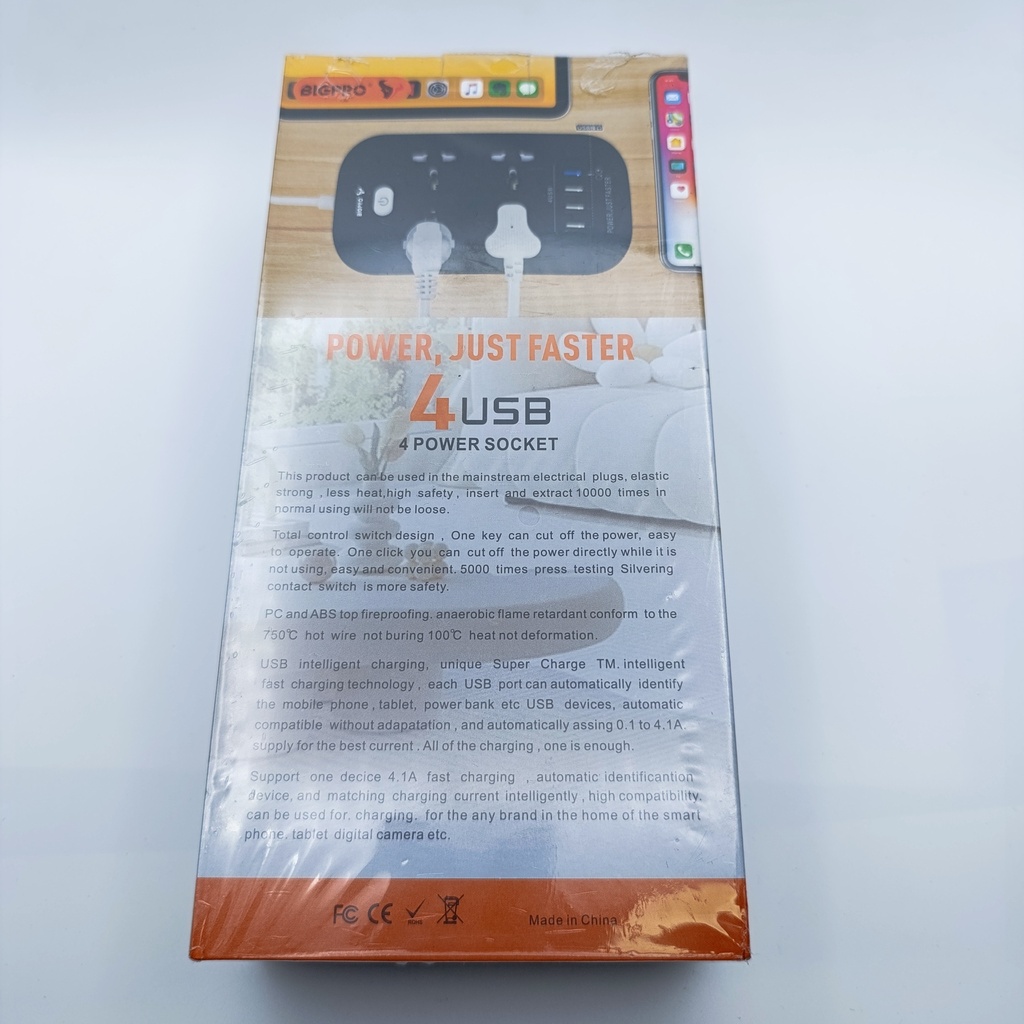 BIGPRO
4USB
POWER, JUST FASTER
BIGPRO
POWER, JUST FASTER
4 USB
4 POWER SOCKET
This product can be used in the mainstream electrical plugs, elastic
strong , less heat,high safety , insert and extract 10000 times in
normal using will not be loose.
Total control switch design , One key can cut off the power, easy
to operate. One click you can cut off the power directly while it is
not using, easy and convenient. 5000 times press testing Silvering
contact switch is more safety.
PC and ABS top fireproofing. anaerobic flame retardant conform to the
750℃ hot wire not buring 100℃ heat not deformation.
USB intelligent charging, unique Super Charge TM. intelligent
fast charging technology , each USB port can automatically identify
the mobile phone , tablet, power bank etc USB devices, automatic
compatible without adapatation , and automatically assing 0.1 to 4.1A.
supply for the best current . All of the charging , one is enough.
Support one decice 4.1A fast charging , automatic identificantion
device, and matching charging current intelligently , high compatibility.
can be used for. charging. for the any brand in the home of the smart
phone. tablet digital camera etc.
FC CE ROHS
Made in China